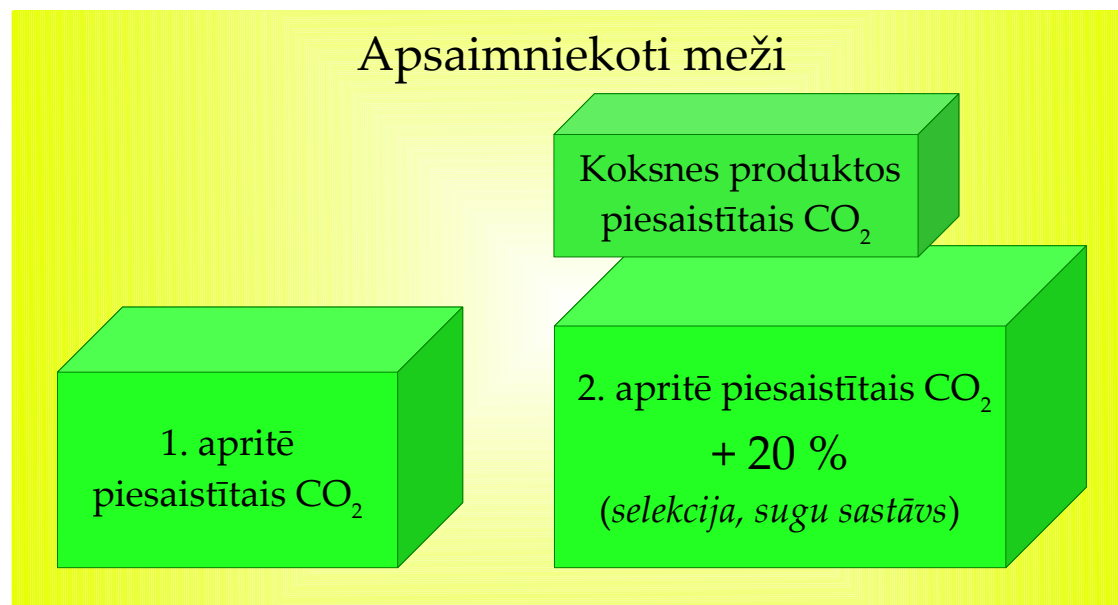 Apsaimniekoti meži
Koksnes produktos
piesaistītais CO₂
1. apritē
piesaistītais CO₂
2. apritē piesaistītais CO₂
+ 20 %
(selekcija, sugu sastāvs)